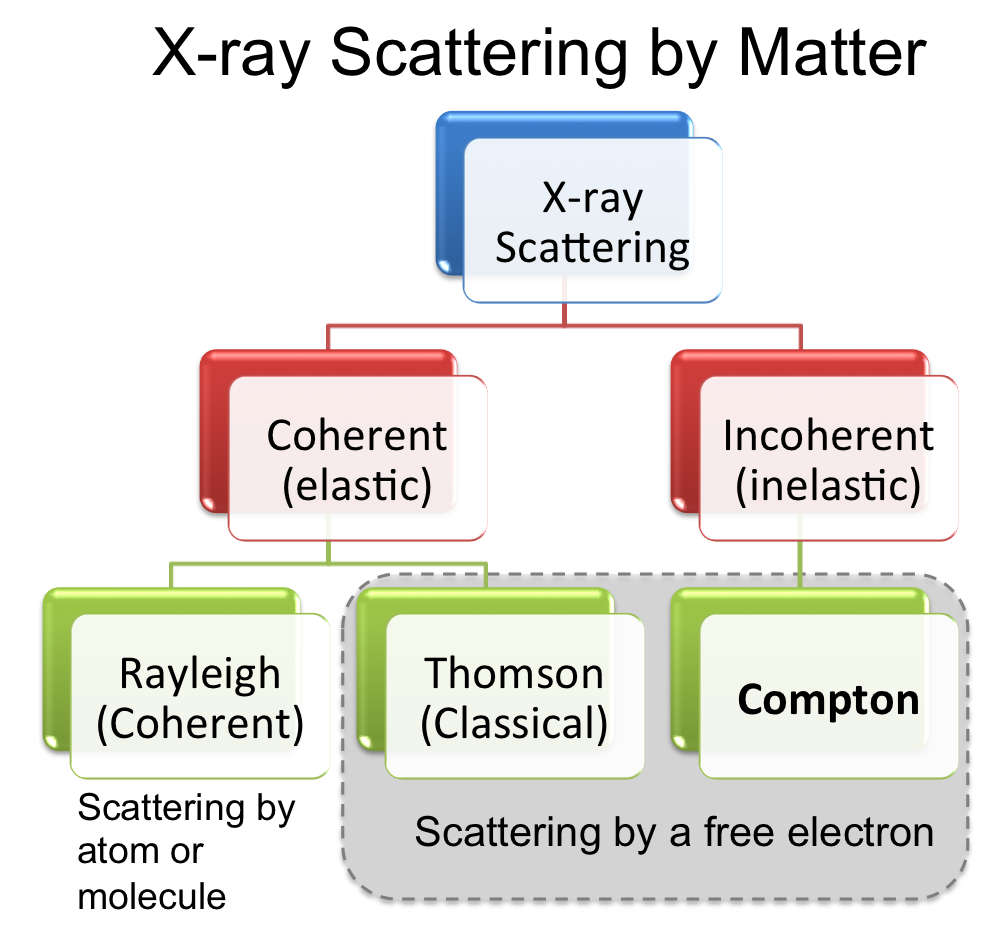 X-ray Scattering by Matter
X-ray
Scattering
Coherent
(elastic)
Incoherent
(inelastic)
Rayleigh
(Coherent)
Thomson
(Classical)
Compton
Scattering by
atom or
molecule
Scattering by a free electron